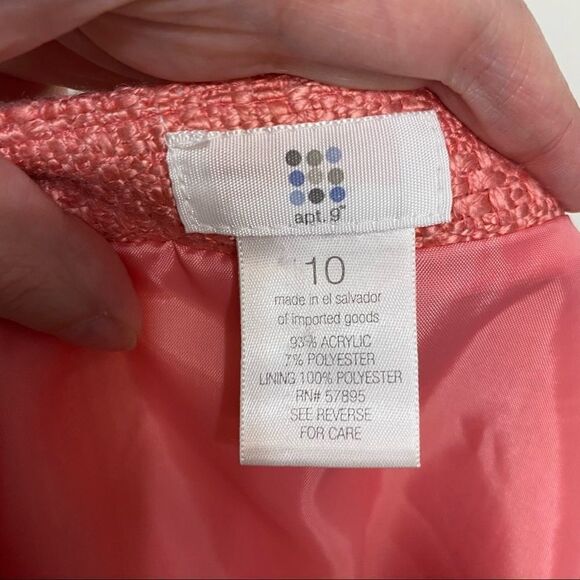 apt. 9™
10
made in el salvador
of imported goods
93% ACRYLIC
7% POLYESTER
LINING 100% POLYESTER
RN# 57895
SEE REVERSE
FOR CARE